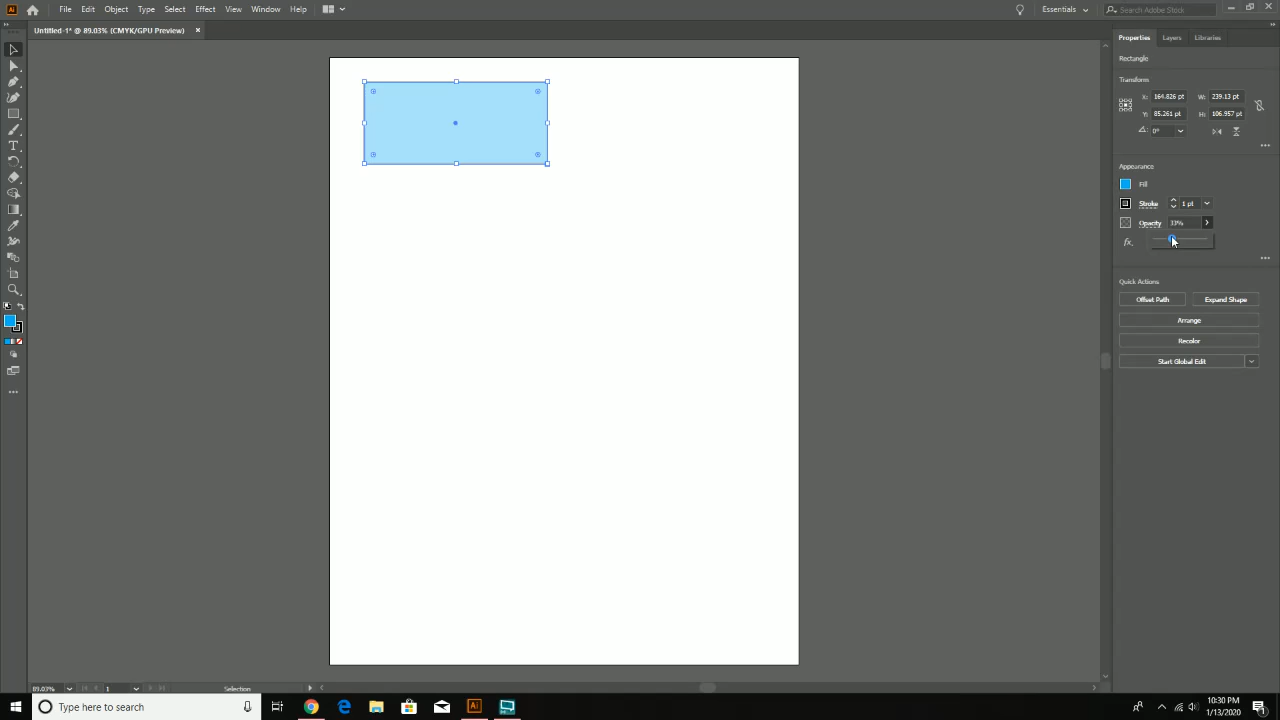 Ai File Edit Object Type Select Effect View Window Help Essentials Search Adobe Stock
Untitled-1* @ 89.03% (CMYK/GPU Preview) ×
Properties Layers Libraries
Rectangle
Transform
X: 164.826 pt W: 239.13 pt
Y: 85.261 pt H: 106.957 pt
0°
Appearance
Fill
Stroke 1 pt
Opacity 33%
fx.
Quick Actions
Offset Path Expand Shape
Arrange
Recolor
Start Global Edit
89.03% 1 Selection
Type here to search
10:30 PM
1/13/2020